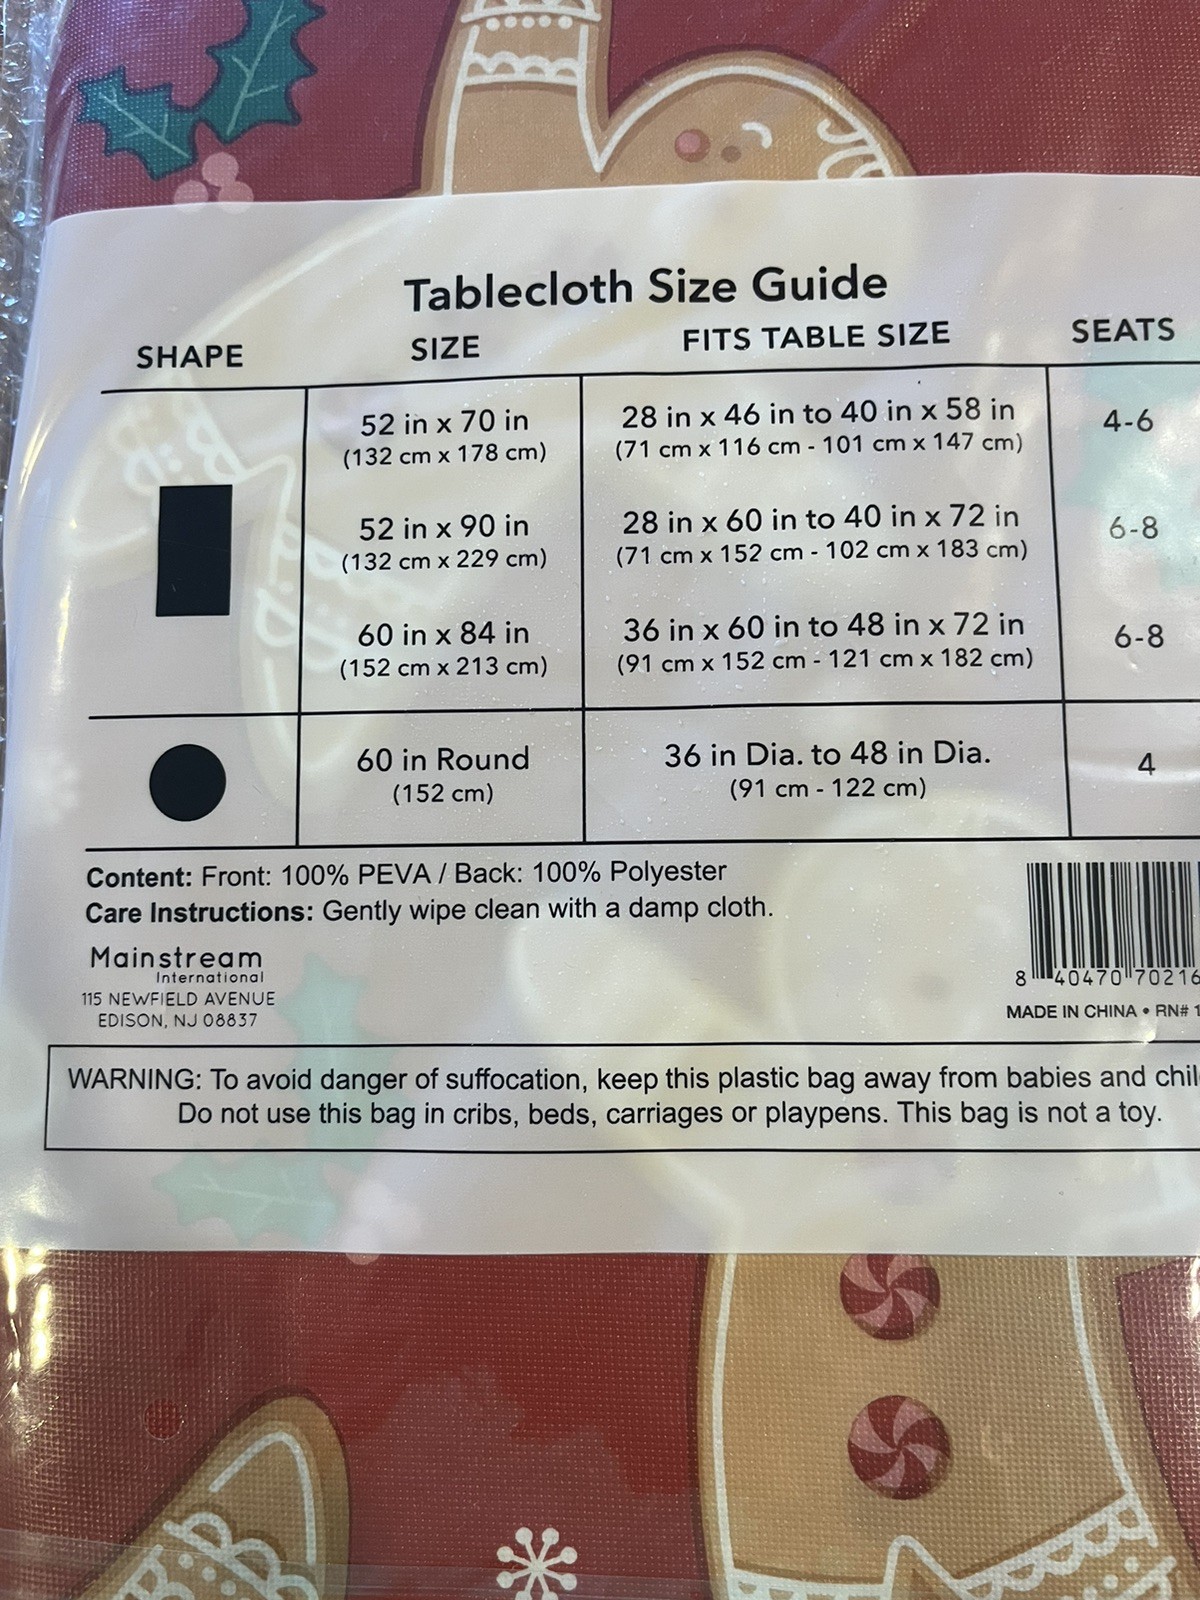 Tablecloth Size Guide
SHAPE SIZE FITS TABLE SIZE SEATS
52 in x 70 in 28 in x 46 in to 40 in x 58 in 4-6
(132 cm x 178 cm) (71 cm x 116 cm - 101 cm x 147 cm)
52 in x 90 in 28 in x 60 in to 40 in x 72 in 6-8
(132 cm x 229 cm) (71 cm x 152 cm - 102 cm x 183 cm)
60 in x 84 in 36 in x 60 in to 48 in x 72 in 6-8
(152 cm x 213 cm) (91 cm x 152 cm - 121 cm x 182 cm)
60 in Round 36 in Dia. to 48 in Dia. 4
(152 cm) (91 cm - 122 cm)
Content: Front: 100% PEVA / Back: 100% Polyester
Care Instructions: Gently wipe clean with a damp cloth.
Mainstream
International
115 NEWFIELD AVENUE
EDISON, NJ 08837
8 40470 70216
MADE IN CHINA • RN# 1
WARNING: To avoid danger of suffocation, keep this plastic bag away from babies and chil
Do not use this bag in cribs, beds, carriages or playpens. This bag is not a toy.